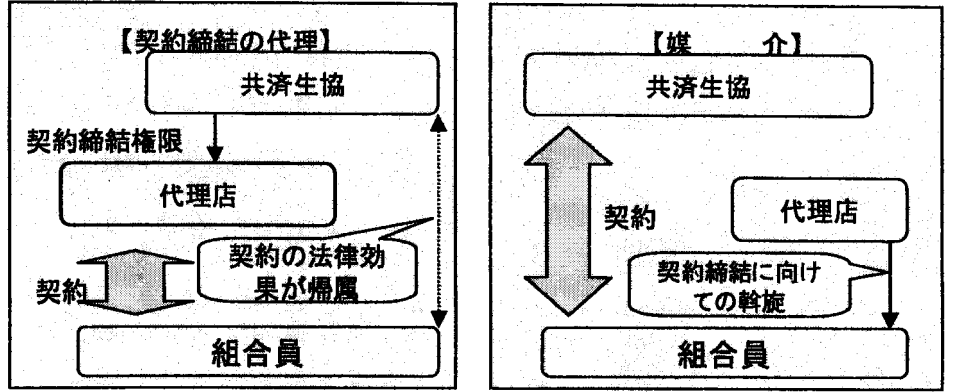 【契約締結の代理】
共済生協
契約締結権限
代理店
契約の法律効
果が帰属
契約
組合員
【媒　　介】
共済生協
契約
代理店
契約締結に向け
ての斡旋
組合員